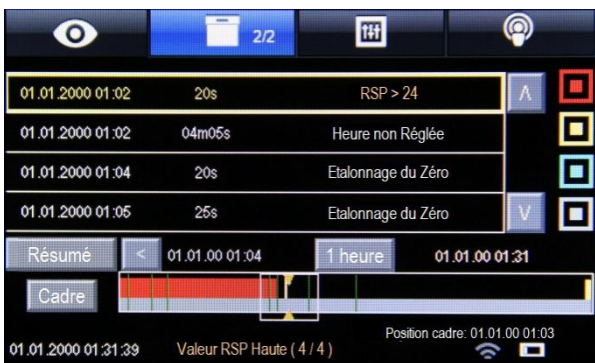 2/2
01.01.2000 01:02 20s RSP > 24 Λ
01.01.2000 01:02 04m05s Heure non Réglée
01.01.2000 01:04 20s Etalonnage du Zéro
01.01.2000 01:05 25s Etalonnage du Zéro V
Résumé < 01.01.00 01:04 1 heure 01.01.00 01:31
Cadre
Position cadre: 01.01.00 01:03
01.01.2000 01:31:39 Valeur RSP Haute ( 4 / 4 )